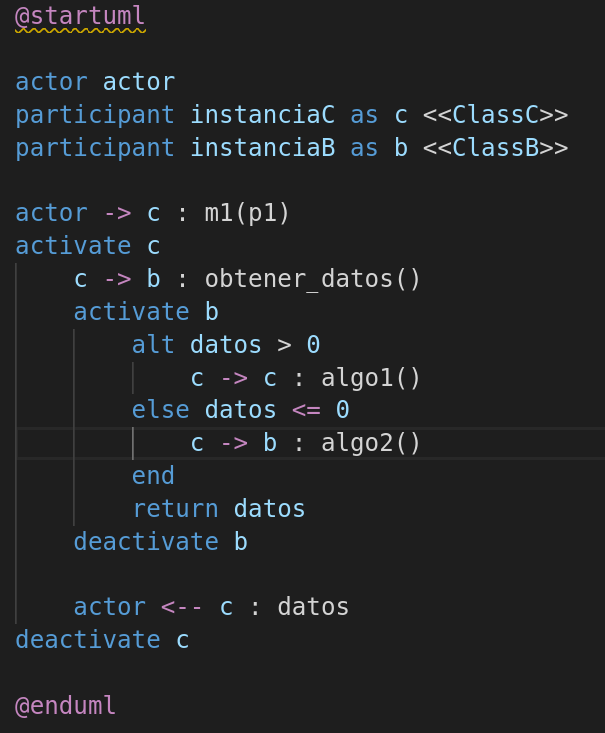 @startuml
actor actor
participant instanciaC as c <<ClassC>>
participant instanciaB as b <<ClassB>>
actor -> c : m1(p1)
activate c
c -> b : obtener_datos()
activate b
alt datos > 0
c -> c : algo1()
else datos <= 0
c -> b : algo2()
end
return datos
deactivate b
actor <-- c : datos
deactivate c
@enduml